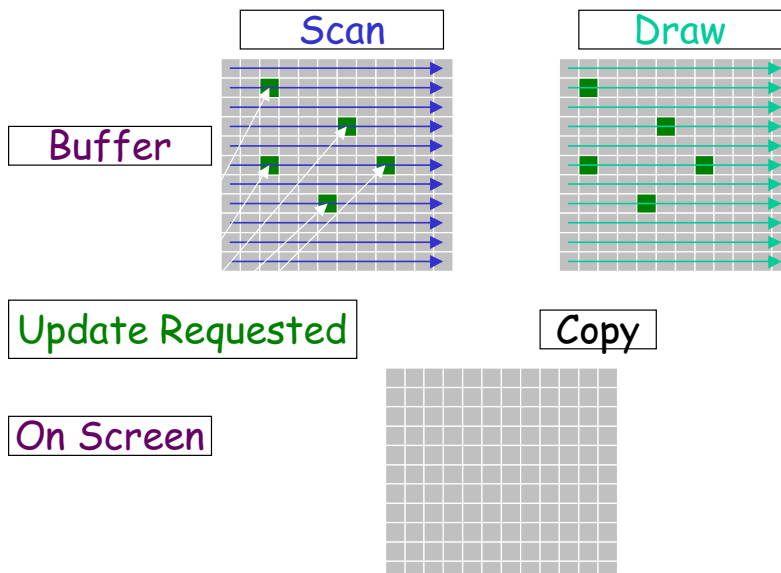 Scan
Draw
Buffer
Update Requested
Copy
On Screen